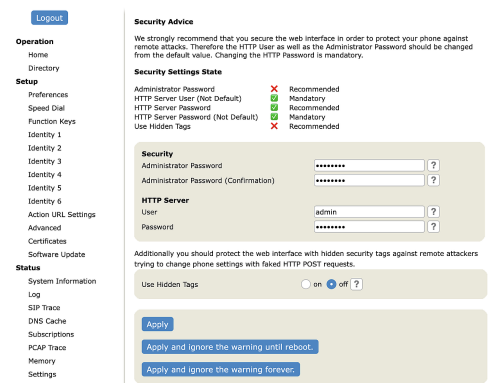 Logout
Operation
Home
Directory
Setup
Preferences
Speed Dial
Function Keys
Identity 1
Identity 2
Identity 3
Identity 4
Identity 5
Identity 6
Action URL Settings
Advanced
Certificates
Software Update
Status
System Information
Log
SIP Trace
DNS Cache
Subscriptions
PCAP Trace
Memory
Settings
Security Advice
We strongly recommend that you secure the web interface in order to protect your phone against
remote attacks. Therefore the HTTP User as well as the Administrator Password should be changed
from the default value. Changing the HTTP Password is mandatory.
Security Settings State
Administrator Password Recommended
HTTP Server User (Not Default) Mandatory
HTTP Server Password Recommended
HTTP Server Password (Not Default) Mandatory
Use Hidden Tags Recommended
Security
Administrator Password •••••••• ?
Administrator Password (Confirmation) •••••••• ?
HTTP Server
User admin ?
Password •••••••• ?
Additionally you should protect the web interface with hidden security tags against remote attackers
trying to change phone settings with faked HTTP POST requests.
Use Hidden Tags on off ?
Apply
Apply and ignore the warning until reboot.
Apply and ignore the warning forever.